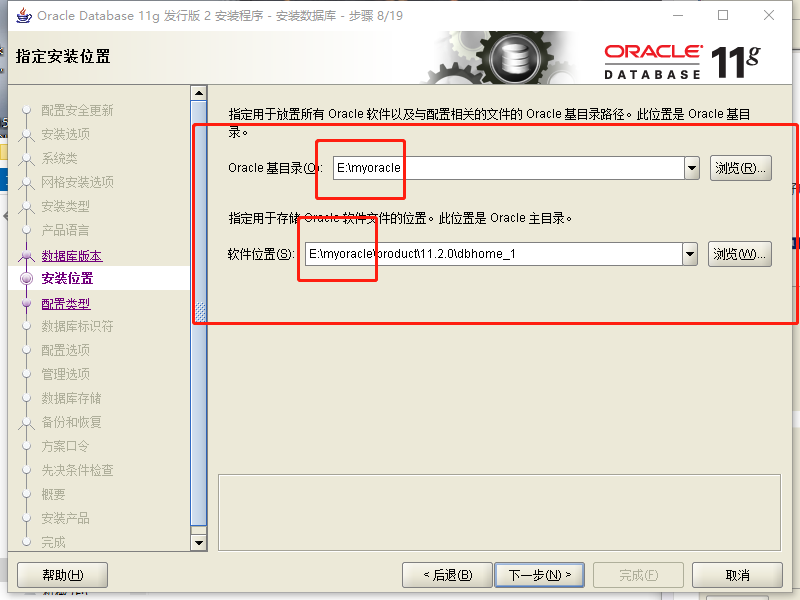 Oracle Database 11g 发行版 2 安装程序 - 安装数据库 - 步骤 8/19
指定安装位置
ORACLE
DATABASE 11g
配置安全更新
安装选项
系统类
网格安装选项
安装类型
产品语言
数据库版本
安装位置
配置类型
数据库标识符
配置选项
管理选项
数据库存储
备份和恢复
方案口令
先决条件检查
概要
安装产品
完成
指定用于放置所有 Oracle 软件以及与配置相关的文件的 Oracle 基目录路径。此位置是 Oracle 基目
录。
Oracle 基目录(O): E:\myoracle 浏览(R)...
指定用于存储 Oracle 软件文件的位置。此位置是 Oracle 主目录。
软件位置(S): E:\myoracle\product\11.2.0\dbhome_1 浏览(W)...
帮助(H) < 后退(B) 下一步(N) > 完成(F) 取消